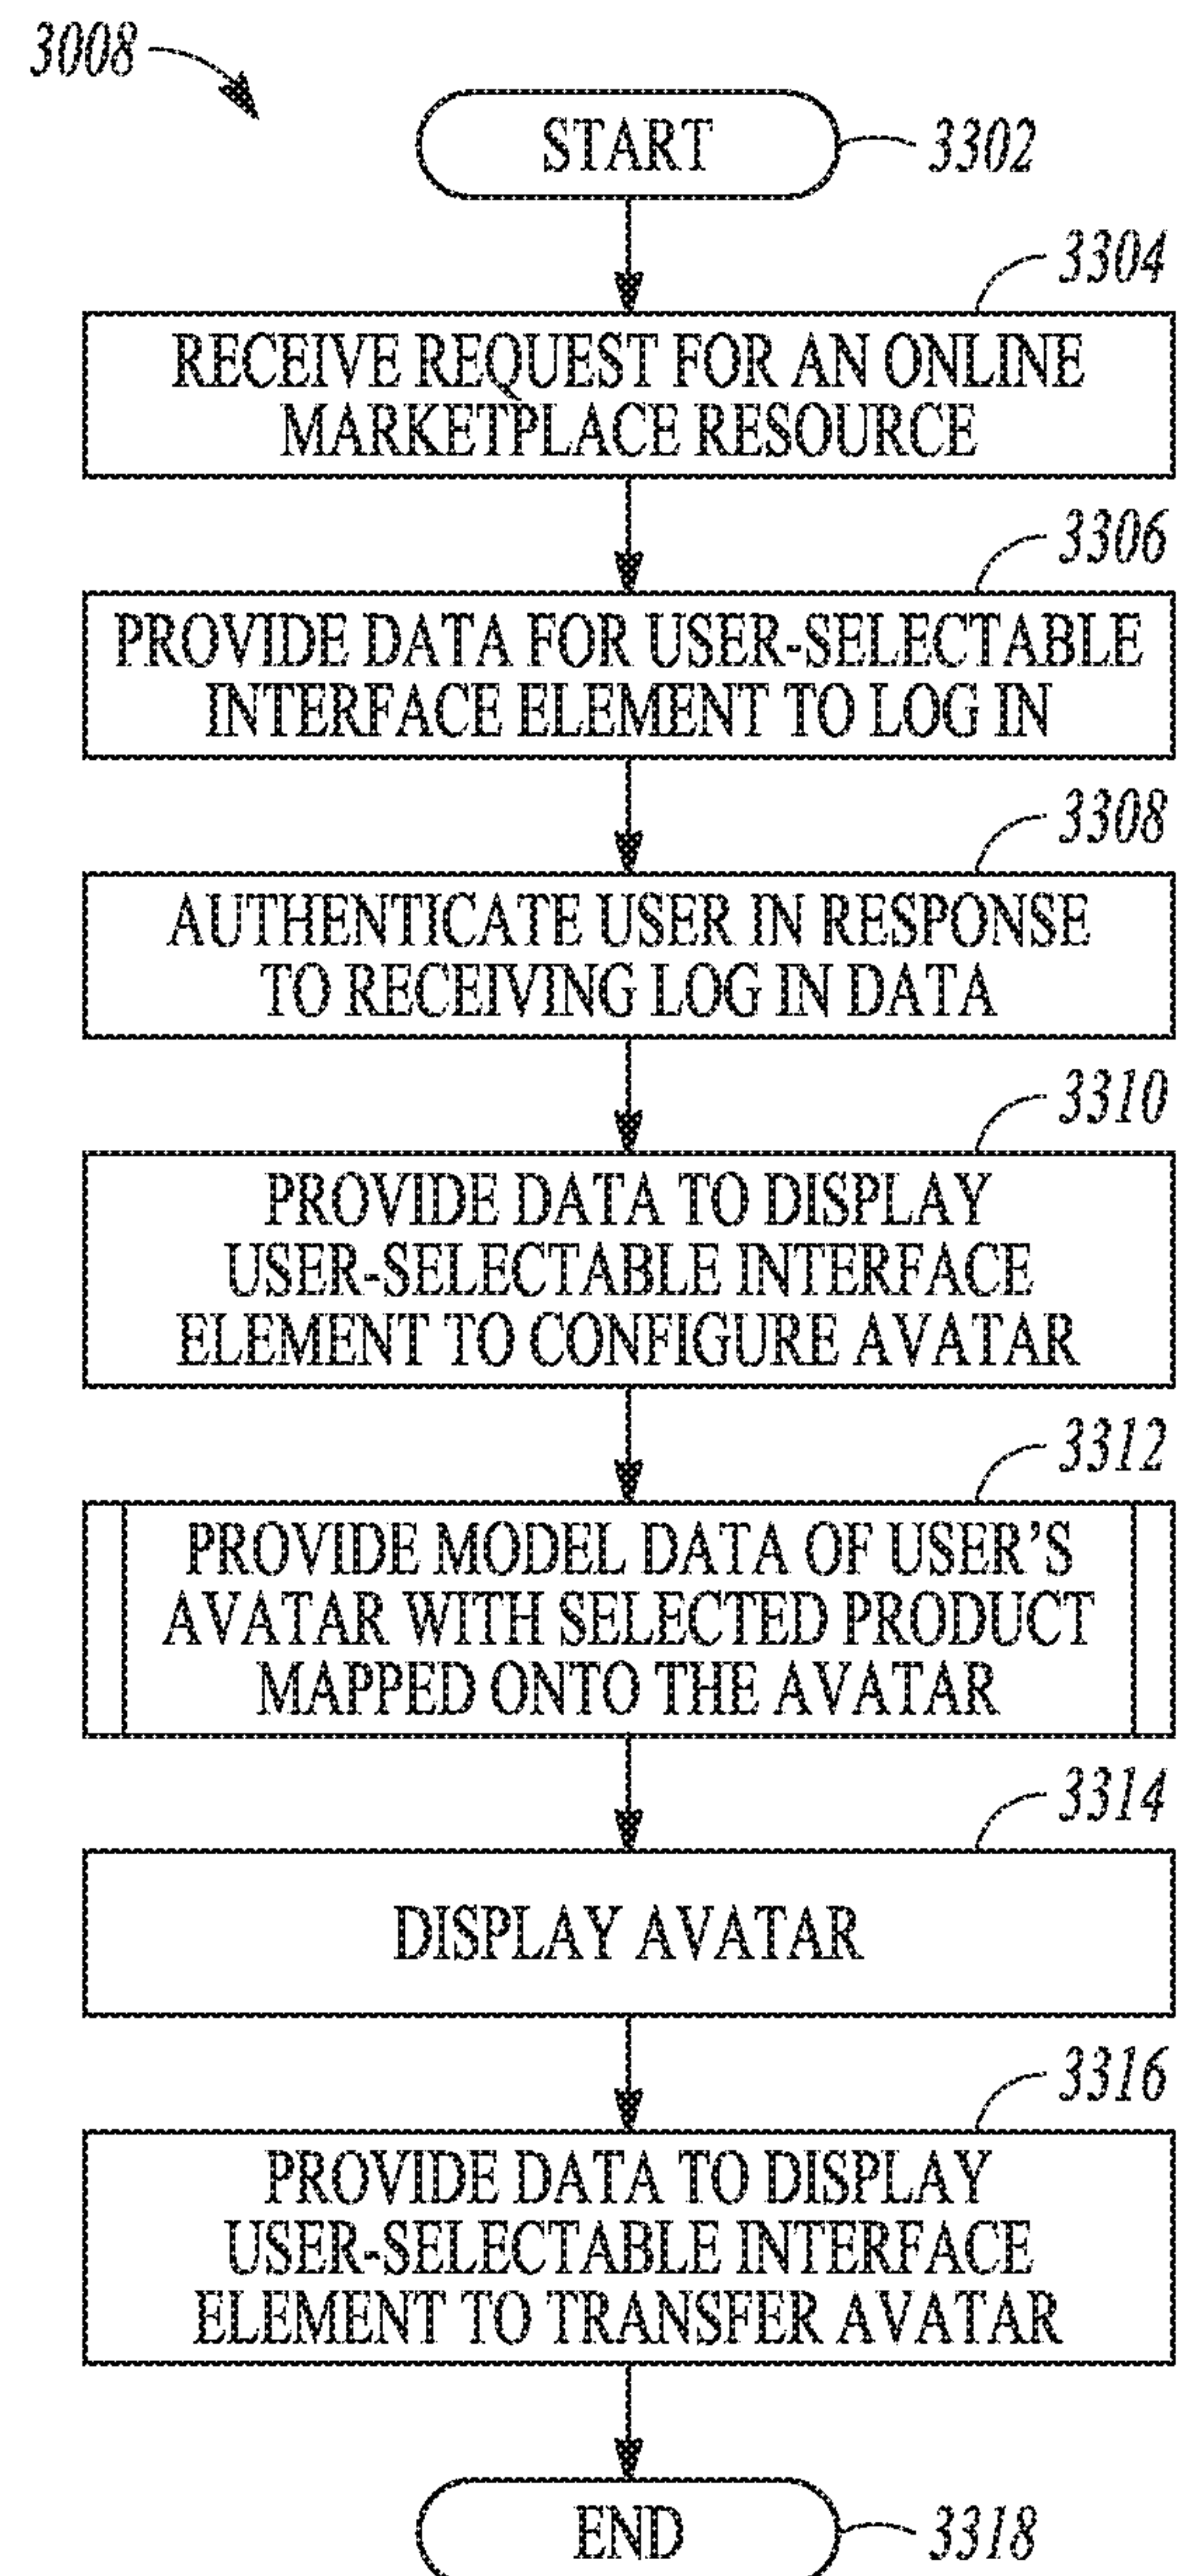 3008
START
3302
3304
RECEIVE REQUEST FOR AN ONLINE
MARKETPLACE RESOURCE
3306
PROVIDE DATA FOR USER-SELECTABLE
INTERFACE ELEMENT TO LOG IN
3308
AUTHENTICATE USER IN RESPONSE
TO RECEIVING LOG IN DATA
3310
PROVIDE DATA TO DISPLAY
USER-SELECTABLE INTERFACE
ELEMENT TO CONFIGURE AVATAR
3312
PROVIDE MODEL DATA OF USER'S
AVATAR WITH SELECTED PRODUCT
MAPPED ONTO THE AVATAR
3314
DISPLAY AVATAR
3316
PROVIDE DATA TO DISPLAY
USER-SELECTABLE INTERFACE
ELEMENT TO TRANSFER AVATAR
END
3318